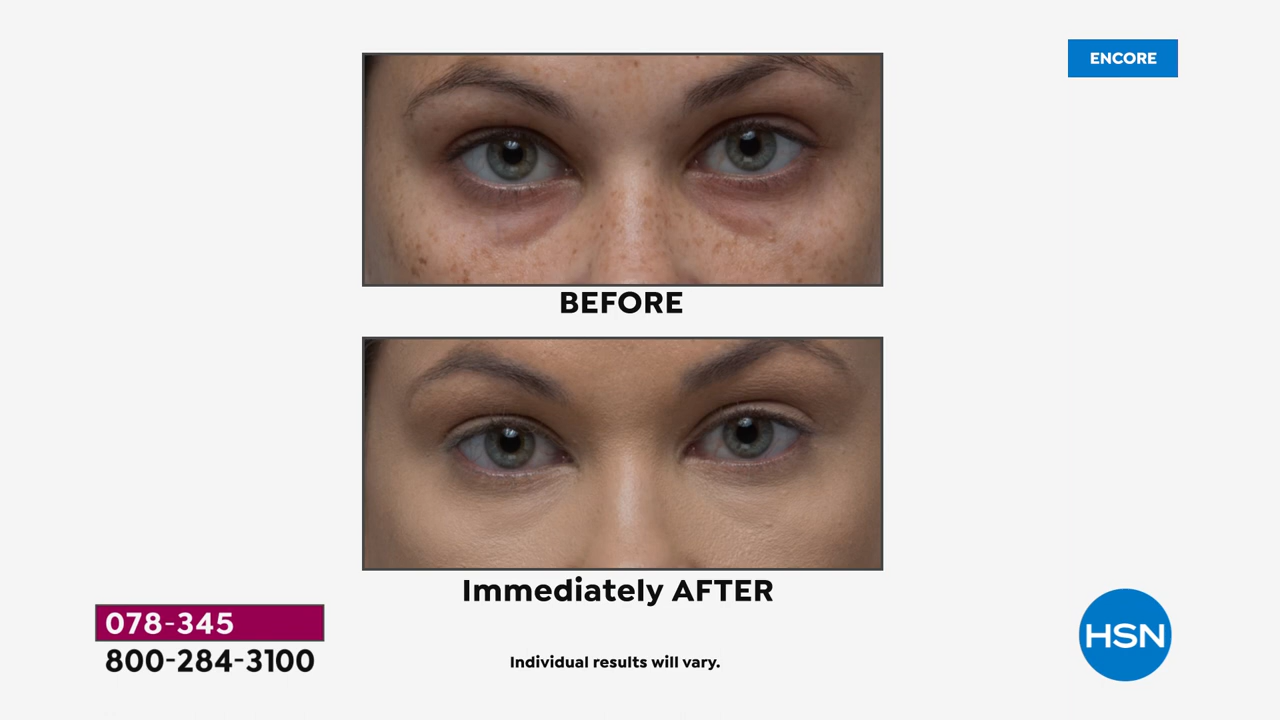 ENCORE
BEFORE
Immediately AFTER
078-345
800-284-3100
Individual results will vary.
HSN